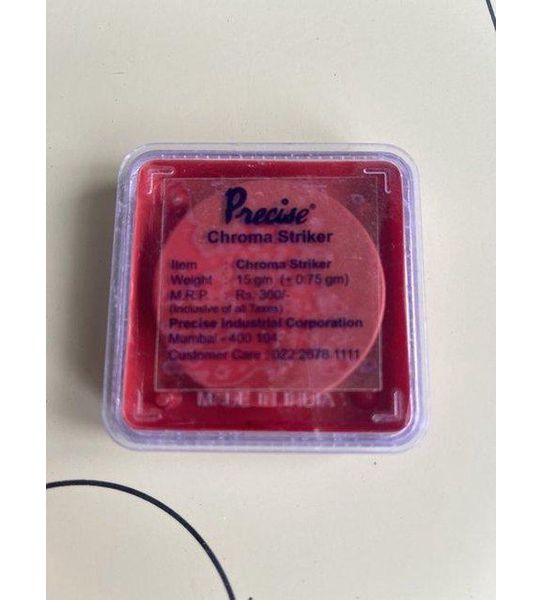 Precise®
Chroma Striker
Item : Chroma Striker
Weight : 15 gm (± 0.75 gm)
M.R.P. : Rs. 300/-
(Inclusive of all Taxes)
Precise Industrial Corporation
Mumbai - 400 104.
Customer Care : 022 2878 1111
MADE IN INDIA